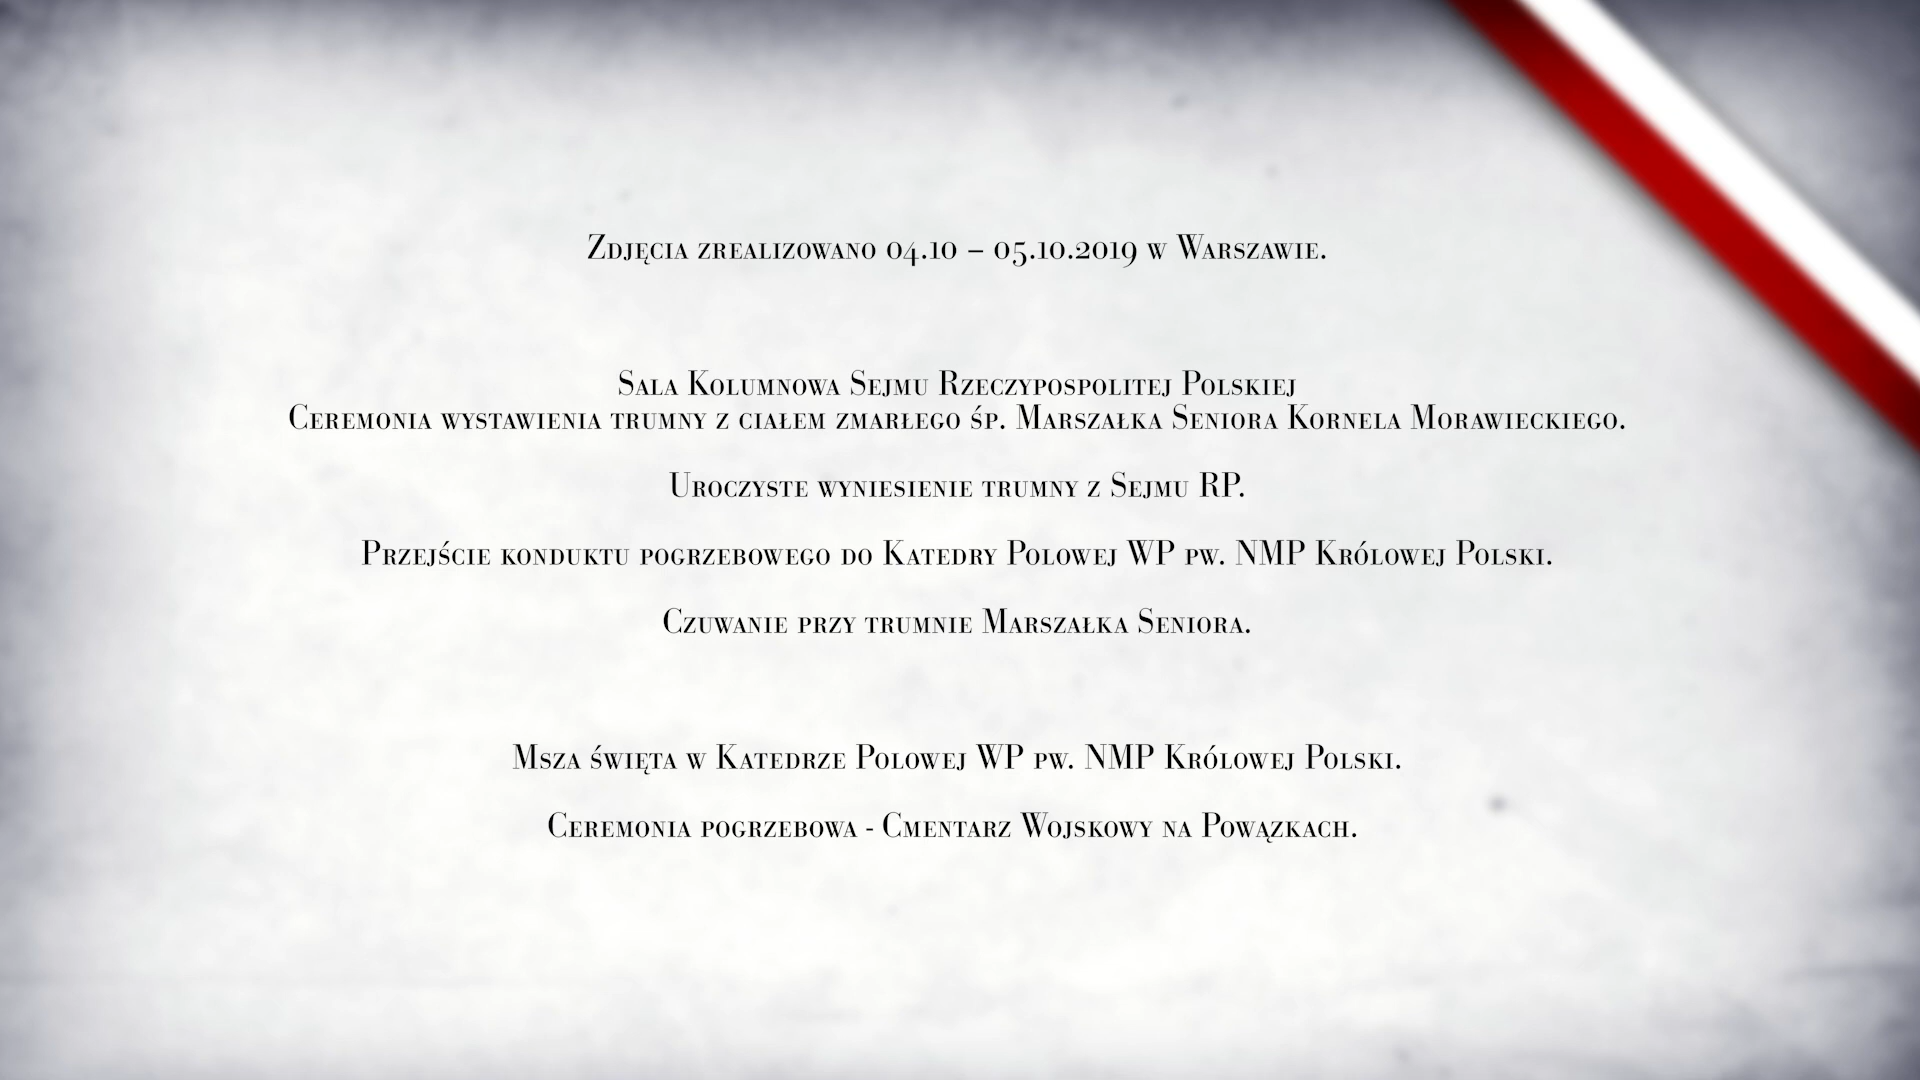 Zdjęcia zrealizowano 04.10 – 05.10.2019 w Warszawie.
Sala Kolumnowa Sejmu Rzeczypospolitej Polskiej
Ceremonia wystawienia trumny z ciałem zmarłego śp. Marszałka Seniora Kornela Morawieckiego.
Uroczyste wyniesienie trumny z Sejmu RP.
Przejście konduktu pogrzebowego do Katedry Polowej WP pw. NMP Królowej Polski.
Czuwanie przy trumnie Marszałka Seniora.
Msza święta w Katedrze Polowej WP pw. NMP Królowej Polski.
Ceremonia pogrzebowa - Cmentarz Wojskowy na Powązkach.